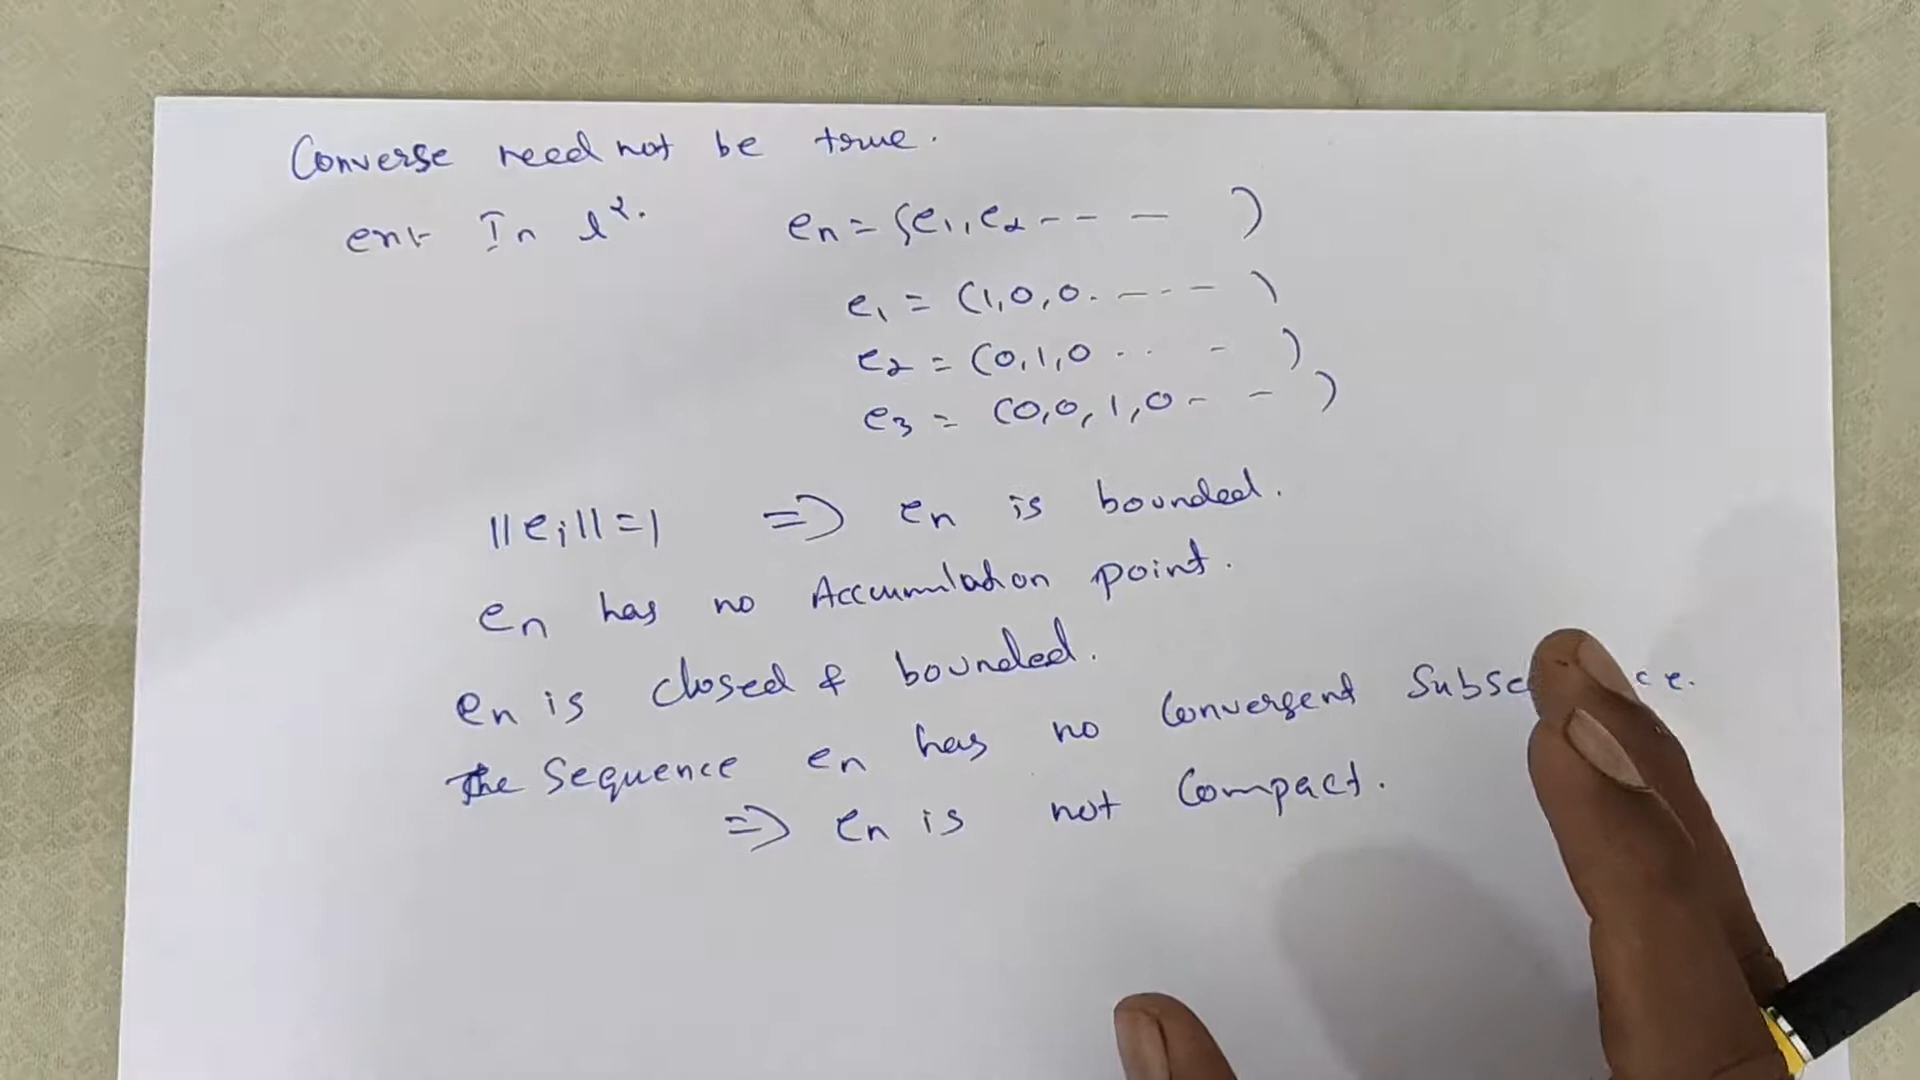 Converse need not be true.
In l².    en = {e1, e2 - - - )
e1 = (1,0,0. - - - )
e2 = (0,1,0 . . - )
e3 = (0,0,1,0 - - )
||ei|| = 1 => en is bounded.
en has no Accumulation point.
en is closed & bounded.
The Sequence en has no Convergent
=> en is not Compact.